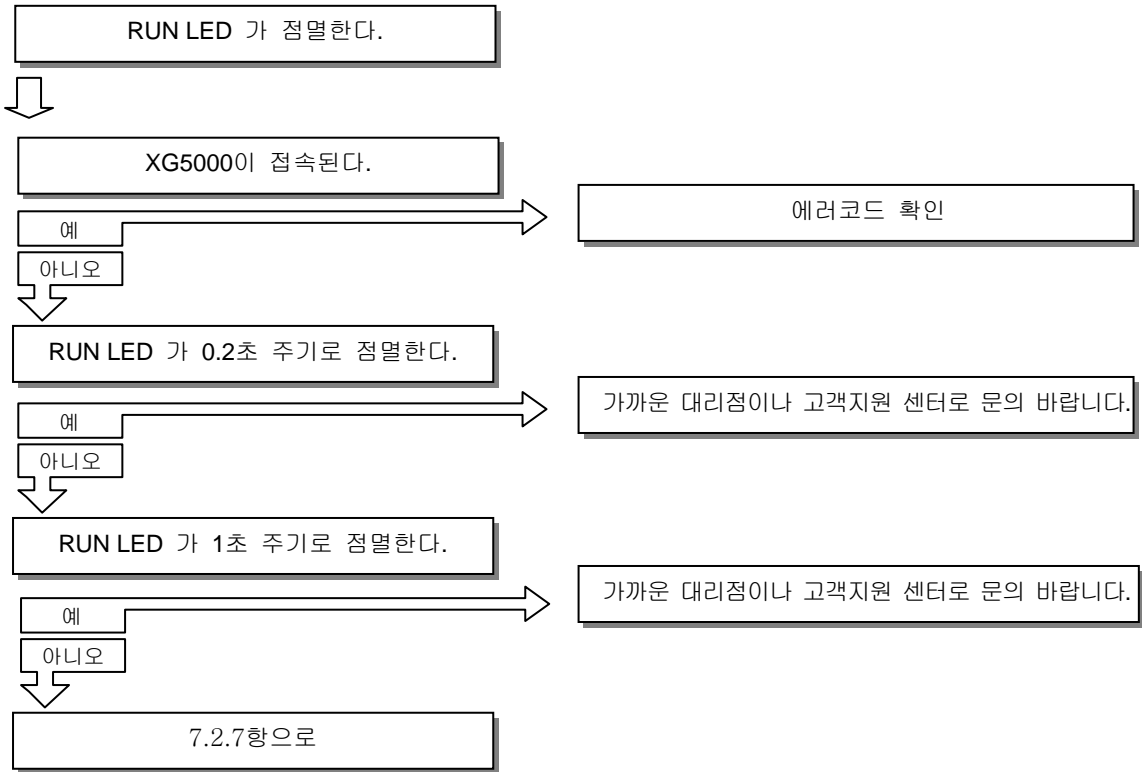 RUN LED 가 점멸한다.
XG5000이 접속된다.
예
에러코드 확인
아니오
RUN LED 가 0.2초 주기로 점멸한다.
예
가까운 대리점이나 고객지원 센터로 문의 바랍니다.
아니오
RUN LED 가 1초 주기로 점멸한다.
예
가까운 대리점이나 고객지원 센터로 문의 바랍니다.
아니오
7.2.7항으로